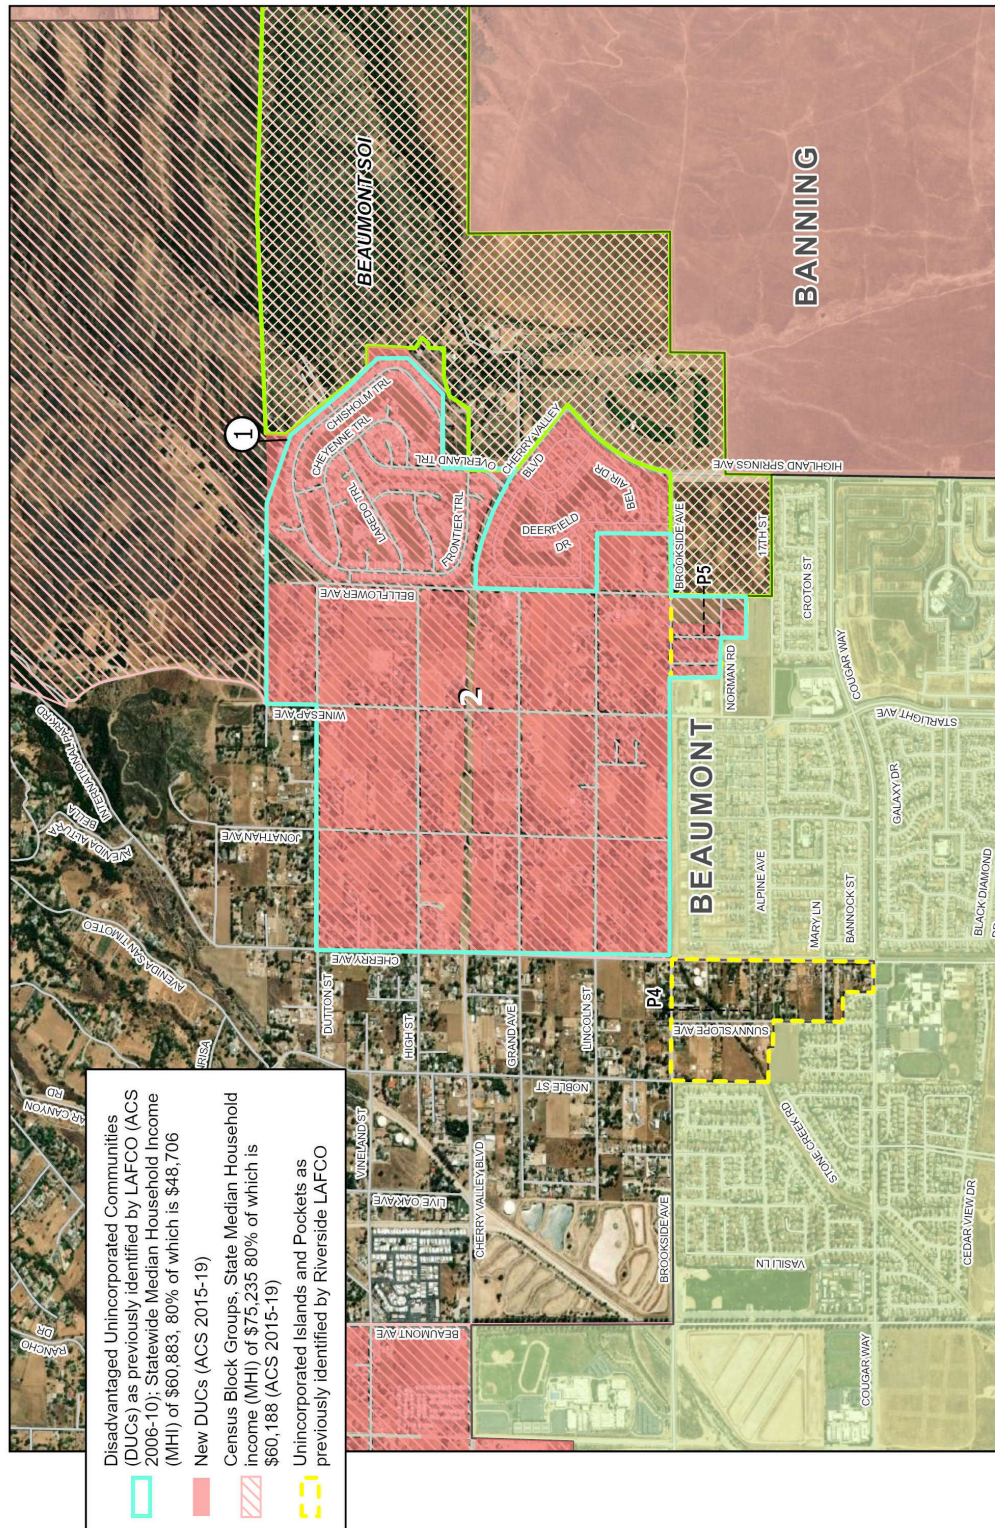 Disadvantaged Unincorporated Communities
(DUCs) as previously identified by LAFCO (ACS
2006-10); Statewide Median Household Income
(MHI) of $60,883, 80% of which is $48,706
New DUCs (ACS 2015-19)
Census Block Groups, State Median Household
income (MHI) of $75,235 80% of which is
$60,188 (ACS 2015-19)
Unincorporated Islands and Pockets as
previously identified by Riverside LAFCO
RANCHO
DR
AR CANYON
RD
IRISA
AVENIDA SAN TIMOTEO
AVENIDA ALTURA
BELLA
INTERNATIONAL PARK RD
JONATHAN AVE
WINESAP AVE
1
BEAUMONT SOI
CHISHOLM TRL
CHEYENNE TRL
LAREDO TRL
OVERLAND TRL
FRONTIER TRL
BELLFLOWER AVE
CHERRY AVE
DUTTON ST
VINELAND ST
HIGH ST
LIVE OAK AVE
BEAUMONT AVE
CHERRY VALLEY BLVD
GRAND AVE
NOBLE ST
LINCOLN ST
2
CHERRY VALLEY
BLVD
DEERFIELD
DR
BEL AIR DR
BROOKSIDE AVE
P4
SUNNYSLOPE AVE
BROOKSIDE AVE
P5
HIGHLAND SPRINGS AVE
17TH ST
NORMAN RD
BEAUMONT
BANNING
ALPINE AVE
CROTON ST
MARY LN
BANNOCK ST
COUGAR WAY
STARLIGHT AVE
GALAXY DR
BLACK DIAMOND
STONE CREEK RD
VASILI LN
COUGAR WAY
CEDAR VIEW DR